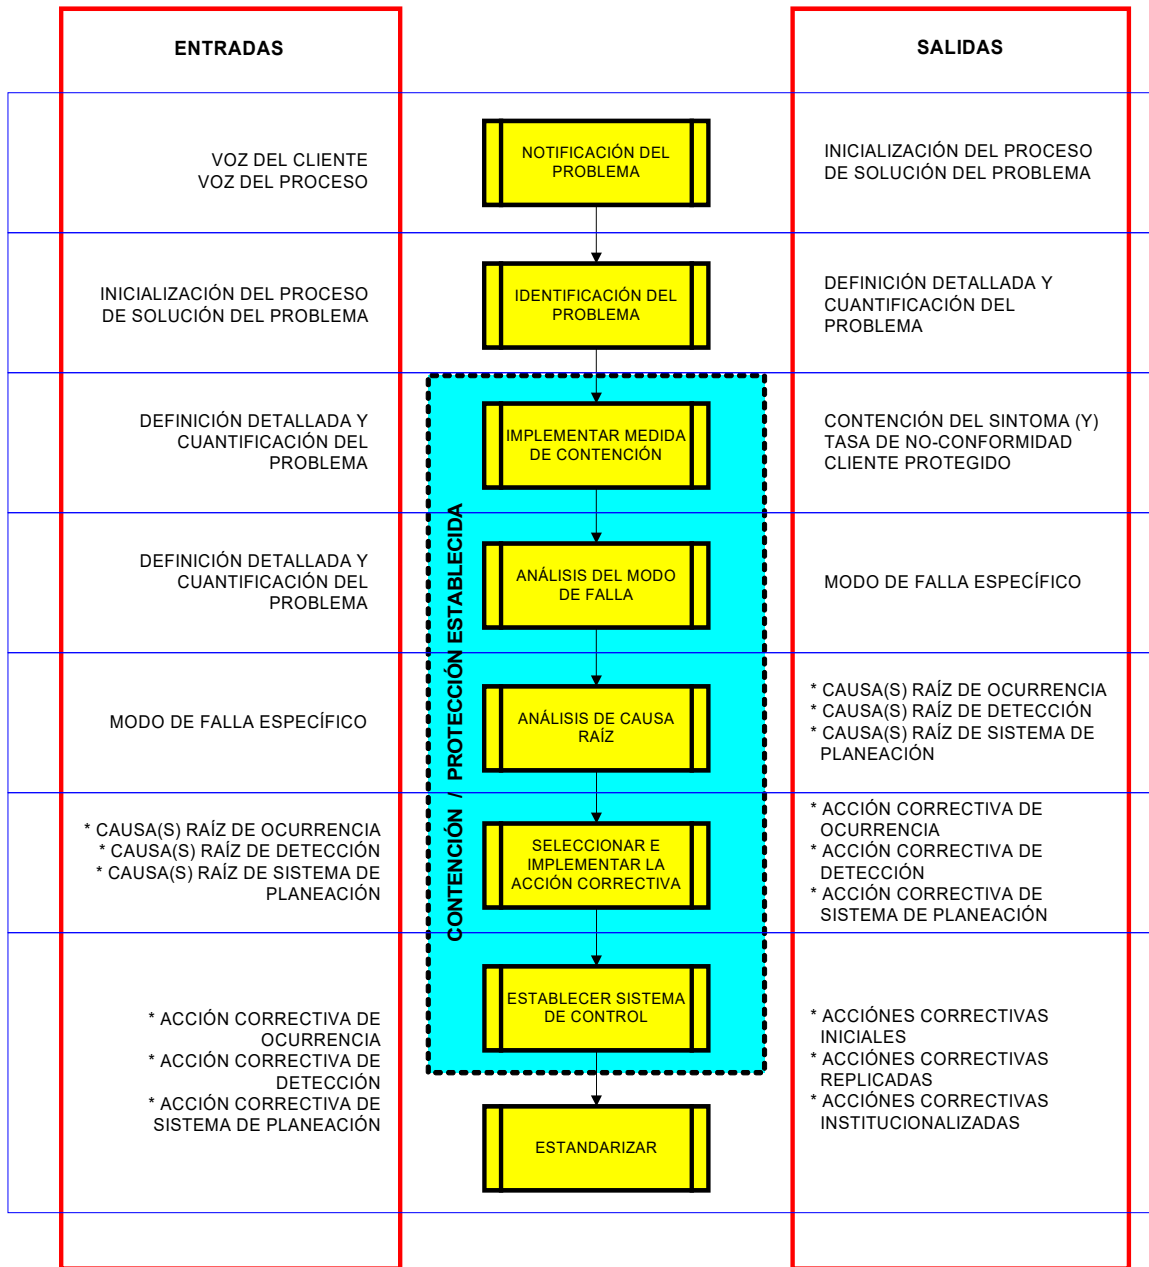 ENTRADAS
SALIDAS
VOZ DEL CLIENTE
VOZ DEL PROCESO
NOTIFICACIÓN DEL
PROBLEMA
INICIALIZACIÓN DEL PROCESO
DE SOLUCIÓN DEL PROBLEMA
INICIALIZACIÓN DEL PROCESO
DE SOLUCIÓN DEL PROBLEMA
IDENTIFICACIÓN DEL
PROBLEMA
DEFINICIÓN DETALLADA Y
CUANTIFICACIÓN DEL
PROBLEMA
CONTENCIÓN / PROTECCIÓN ESTABLECIDA
DEFINICIÓN DETALLADA Y
CUANTIFICACIÓN DEL
PROBLEMA
IMPLEMENTAR MEDIDA
DE CONTENCIÓN
CONTENCIÓN DEL SINTOMA (Y)
TASA DE NO-CONFORMIDAD
CLIENTE PROTEGIDO
DEFINICIÓN DETALLADA Y
CUANTIFICACIÓN DEL
PROBLEMA
ANÁLISIS DEL MODO
DE FALLA
MODO DE FALLA ESPECÍFICO
MODO DE FALLA ESPECÍFICO
ANÁLISIS DE CAUSA
RAÍZ
* CAUSA(S) RAÍZ DE OCURRENCIA
* CAUSA(S) RAÍZ DE DETECCIÓN
* CAUSA(S) RAÍZ DE SISTEMA DE
PLANEACIÓN
* CAUSA(S) RAÍZ DE OCURRENCIA
* CAUSA(S) RAÍZ DE DETECCIÓN
* CAUSA(S) RAÍZ DE SISTEMA DE
PLANEACIÓN
SELECCIONAR E
IMPLEMENTAR LA
ACCIÓN CORRECTIVA
* ACCIÓN CORRECTIVA DE
OCURRENCIA
* ACCIÓN CORRECTIVA DE
DETECCIÓN
* ACCIÓN CORRECTIVA DE
SISTEMA DE PLANEACIÓN
* ACCIÓN CORRECTIVA DE
OCURRENCIA
* ACCIÓN CORRECTIVA DE
DETECCIÓN
* ACCIÓN CORRECTIVA DE
SISTEMA DE PLANEACIÓN
ESTABLECER SISTEMA
DE CONTROL
ESTANDARIZAR
* ACCIÓNES CORRECTIVAS
INICIALES
* ACCIÓNES CORRECTIVAS
REPLICADAS
* ACCIÓNES CORRECTIVAS
INSTITUCIONALIZADAS